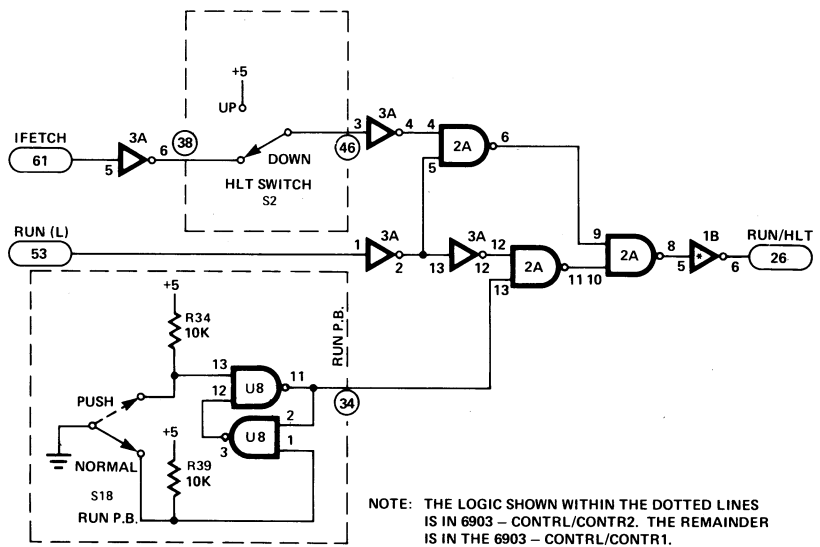 +5
UP
IFETCH
61
5
3A
6
38
DOWN
HLT SWITCH
S2
46
3
3A
4
4
5
2A
6
RUN (L)
53
1
3A
2
13
3A
12
12
13
2A
11
10
9
2A
8
5
1B
*
6
RUN/HLT
26
+5
R34
10K
RUN P.B.
13
12
U8
11
34
PUSH
NORMAL
S18
RUN P.B.
+5
R39
10K
3
U8
2
1
NOTE: THE LOGIC SHOWN WITHIN THE DOTTED LINES
IS IN 6903 – CONTRL/CONTR2. THE REMAINDER
IS IN THE 6903 – CONTRL/CONTR1.